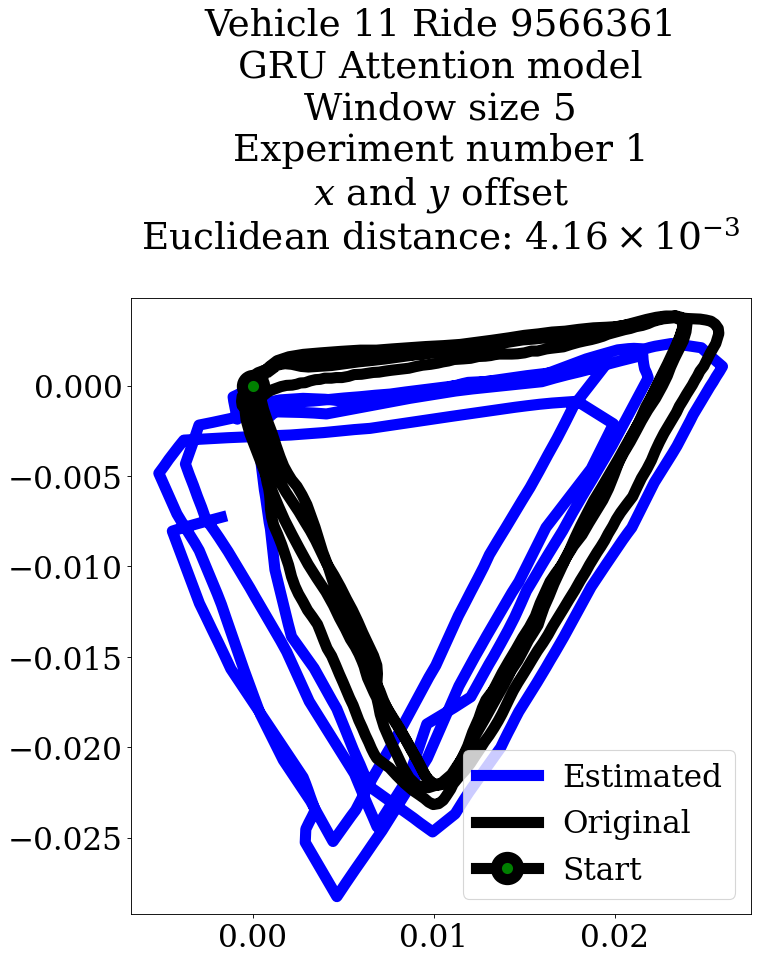 Vehicle 11 Ride 9566361
GRU Attention model
Window size 5
Experiment number 1
x and y offset
Euclidean distance: 4.16 × 10⁻³
0.000
−0.005
−0.010
−0.015
−0.020
−0.025
Estimated
Original
Start
0.00 0.01 0.02